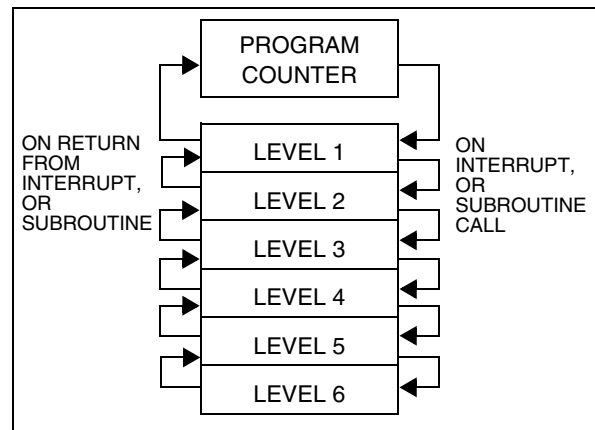 PROGRAM
COUNTER
ON RETURN
FROM
INTERRUPT,
OR
SUBROUTINE
LEVEL 1
LEVEL 2
LEVEL 3
LEVEL 4
LEVEL 5
LEVEL 6
ON
INTERRUPT,
OR
SUBROUTINE
CALL